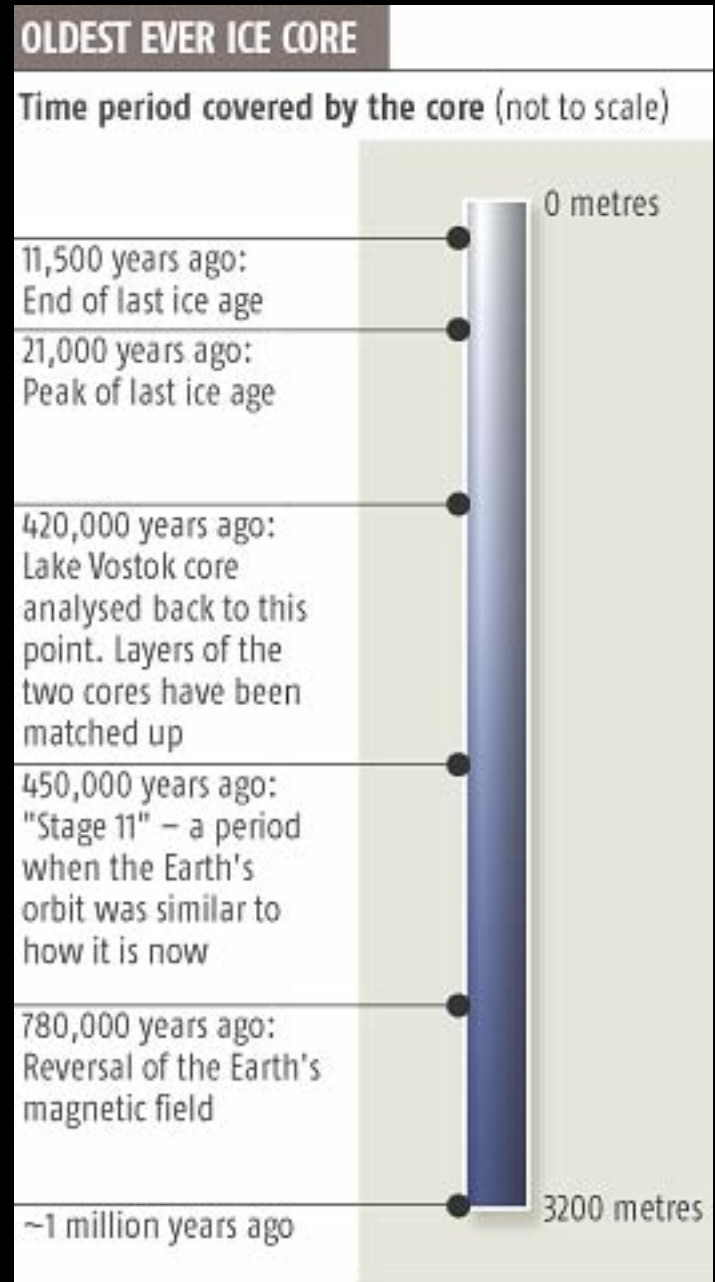 OLDEST EVER ICE CORE
Time period covered by the core (not to scale)
0 metres
11,500 years ago:
End of last ice age
21,000 years ago:
Peak of last ice age
420,000 years ago:
Lake Vostok core
analysed back to this
point. Layers of the
two cores have been
matched up
450,000 years ago:
"Stage 11" – a period
when the Earth's
orbit was similar to
how it is now
780,000 years ago:
Reversal of the Earth's
magnetic field
~1 million years ago
3200 metres